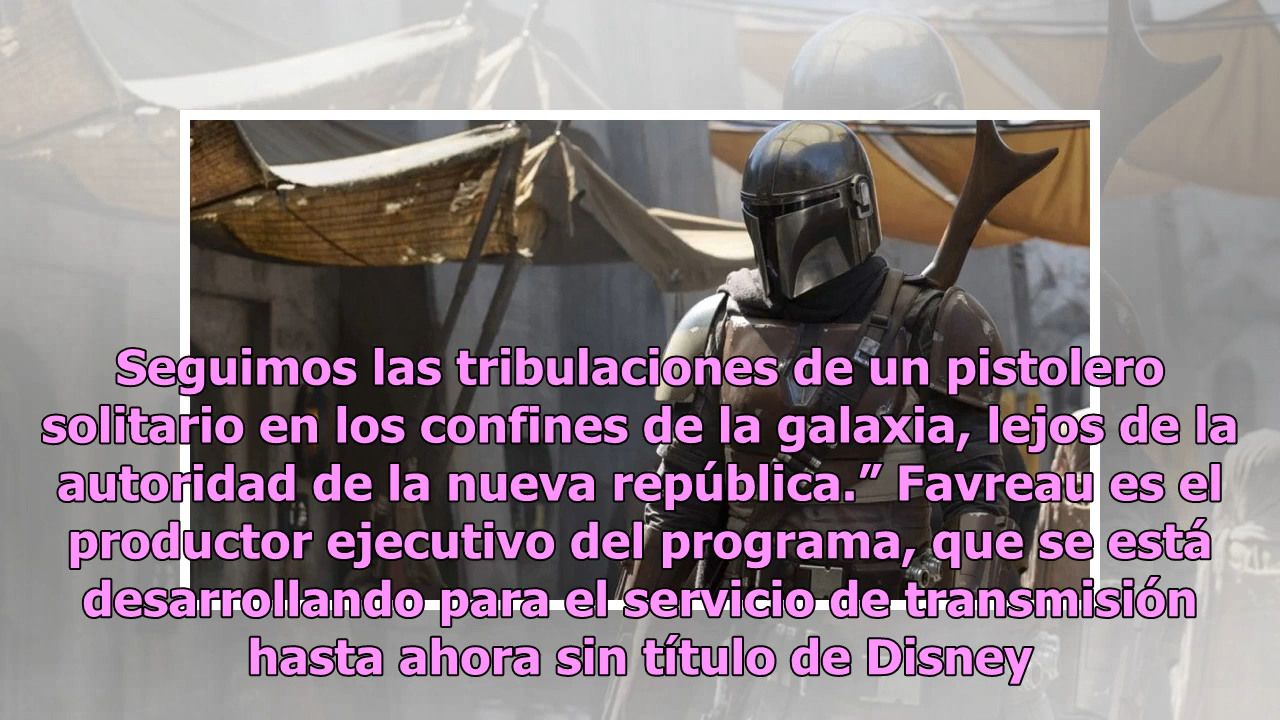 Seguimos las tribulaciones de un pistolero
solitario en los confines de la galaxia, lejos de la
autoridad de la nueva república.” Favreau es el
productor ejecutivo del programa, que se está
desarrollando para el servicio de transmisión
hasta ahora sin título de Disney